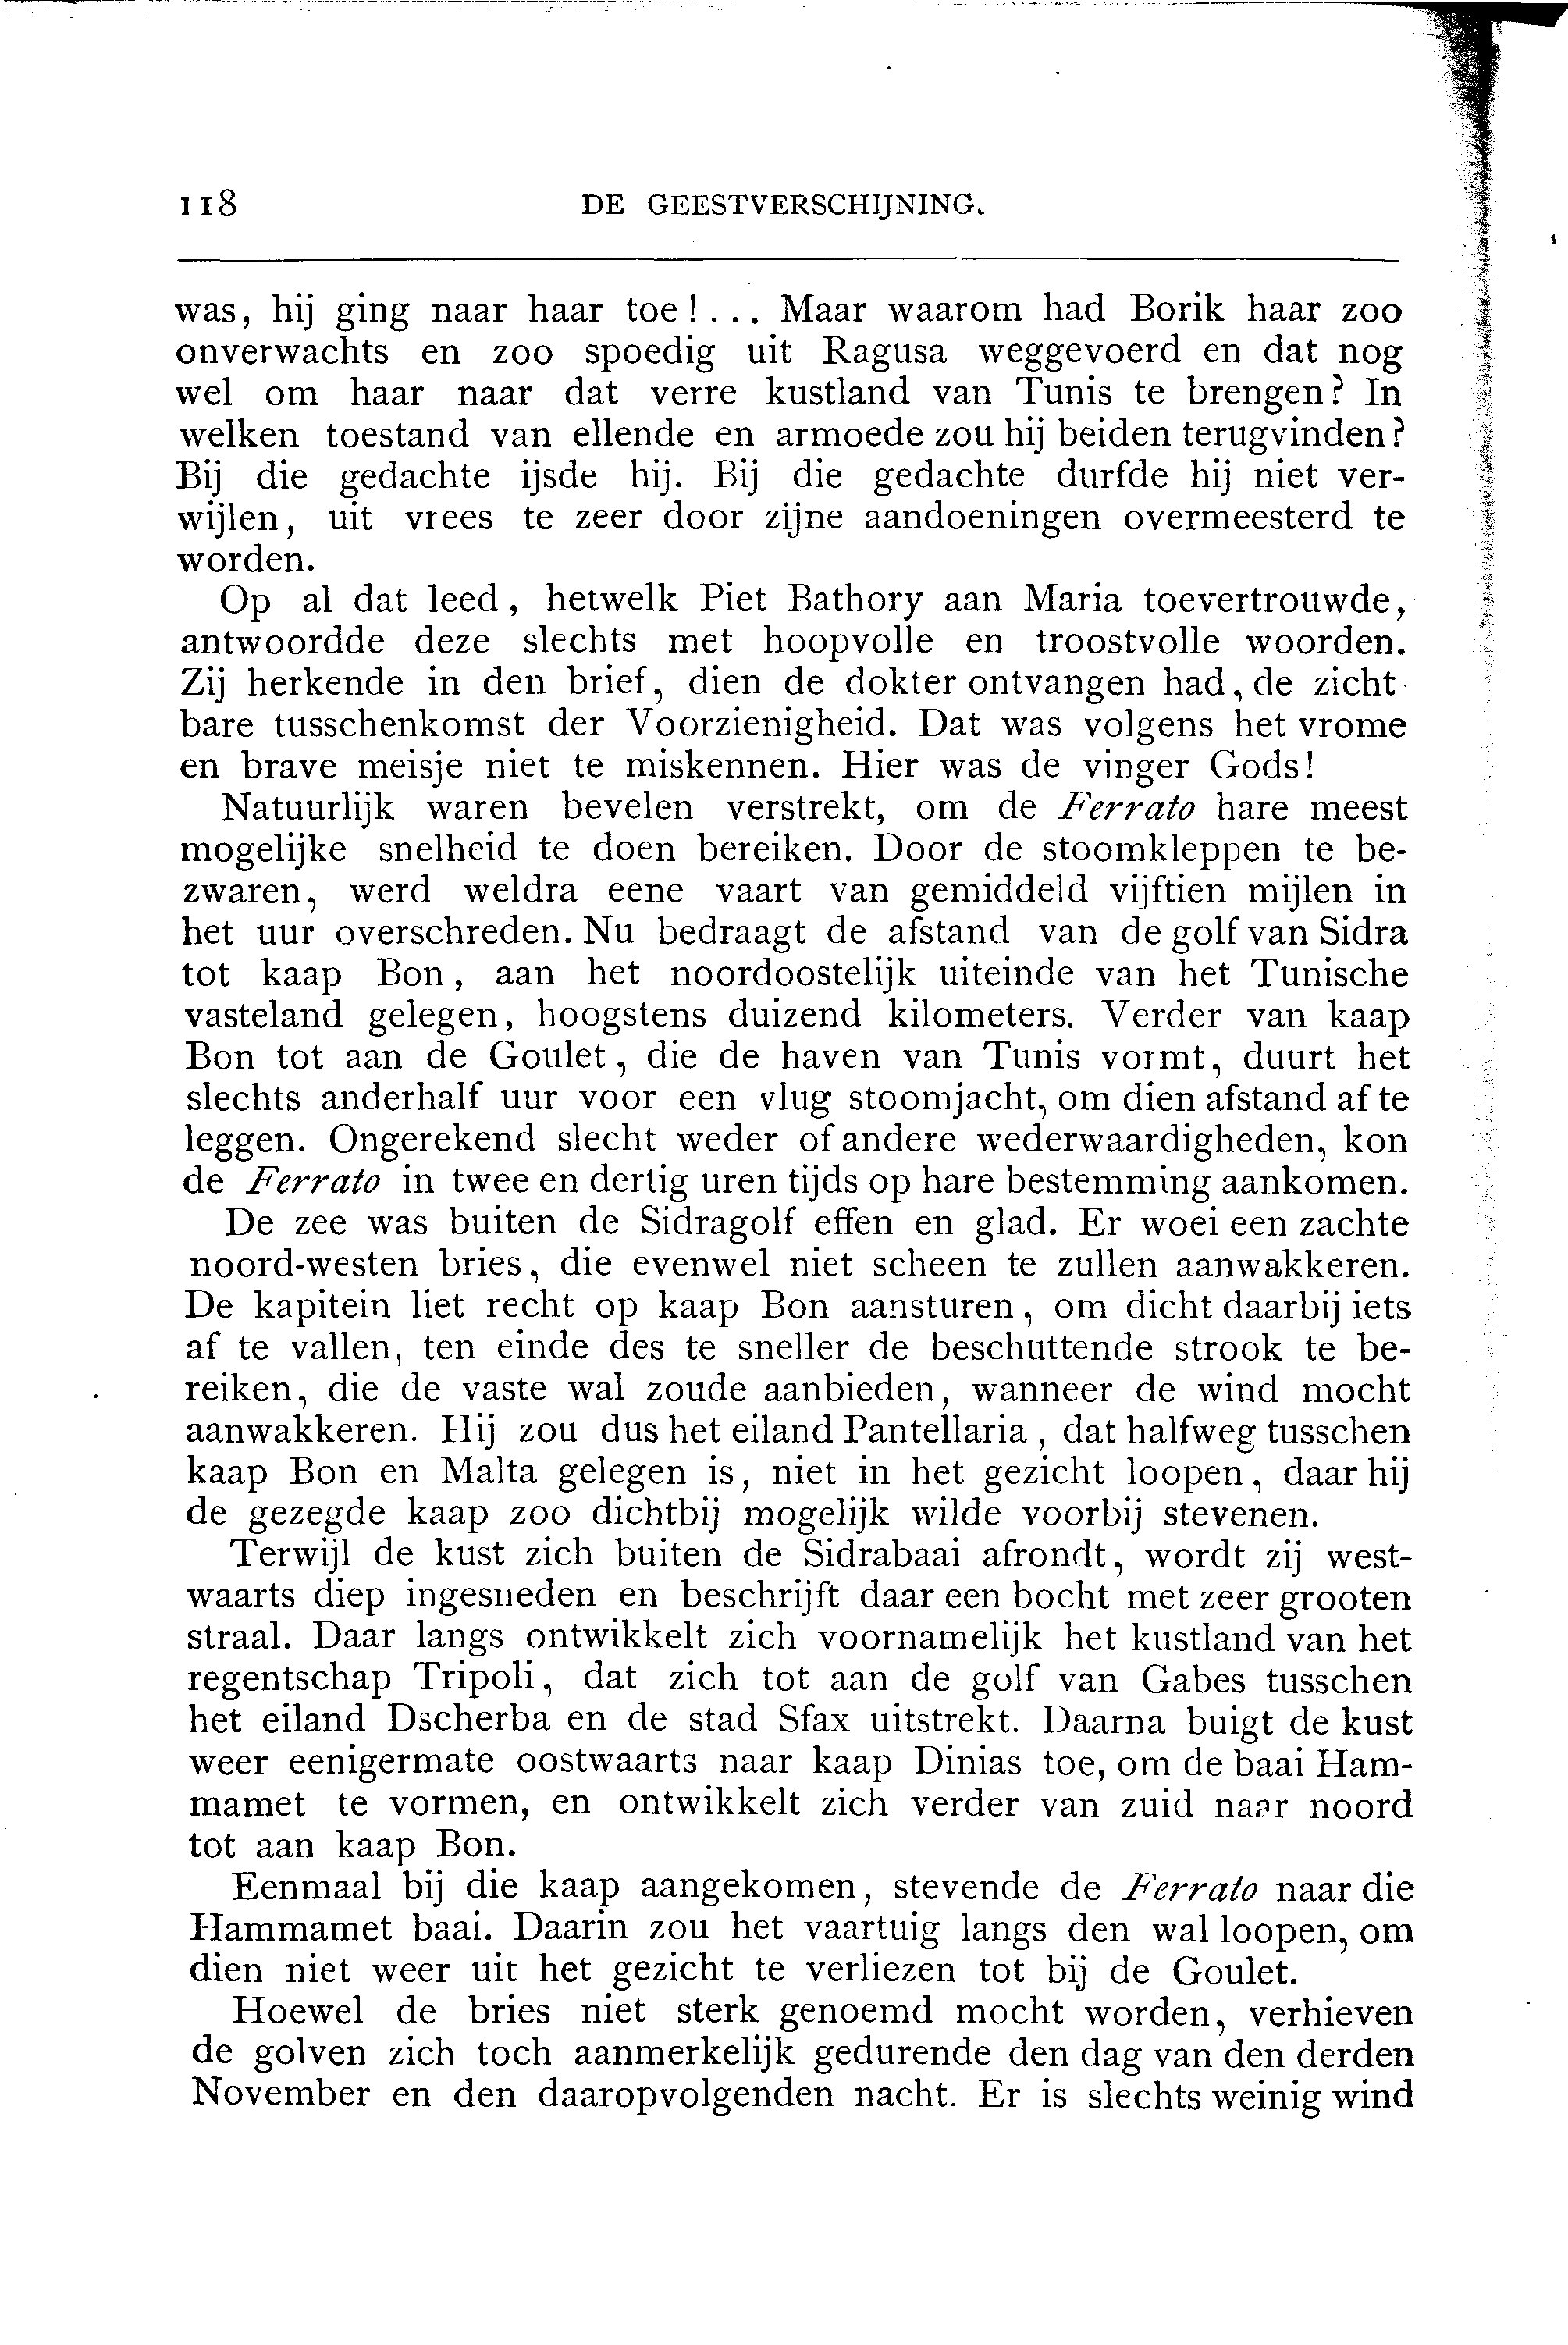 118 DE GEESTVERSCHIJNING.
was, hij ging naar haar toe!... Maar waarom had Borik haar zoo
onverwachts en zoo spoedig uit Ragusa weggevoerd en dat nog
wel om haar naar dat verre kustland van Tunis te brengen? In
welken toestand van ellende en armoede zou hij beiden terugvinden?
Bij die gedachte ijsde hij. Bij die gedachte durfde hij niet ver-
wijlen, uit vrees te zeer door zijne aandoeningen overmeesterd te
worden.
Op al dat leed, hetwelk Piet Bathory aan Maria toevertrouwde,
antwoordde deze slechts met hoopvolle en troostvolle woorden.
Zij herkende in den brief, dien de dokter ontvangen had, de zicht
bare tusschenkomst der Voorzienigheid. Dat was volgens het vrome
en brave meisje niet te miskennen. Hier was de vinger Gods!
Natuurlijk waren bevelen verstrekt, om de Ferrato hare meest
mogelijke snelheid te doen bereiken. Door de stoomkleppen te be-
zwaren, werd weldra eene vaart van gemiddeld vijftien mijlen in
het uur overschreden. Nu bedraagt de afstand van de golf van Sidra
tot kaap Bon, aan het noordoostelijk uiteinde van het Tunische
vasteland gelegen, hoogstens duizend kilometers. Verder van kaap
Bon tot aan de Goulet, die de haven van Tunis vormt, duurt het
slechts anderhalf uur voor een vlug stoomjacht, om dien afstand af te
leggen. Ongerekend slecht weder of andere wederwaardigheden, kon
de Ferrato in twee en dertig uren tijds op hare bestemming aankomen.
De zee was buiten de Sidragolf effen en glad. Er woei een zachte
noord-westen bries, die evenwel niet scheen te zullen aanwakkeren.
De kapitein liet recht op kaap Bon aansturen, om dicht daarbij iets
af te vallen, ten einde des te sneller de beschuttende strook te be-
reiken, die de vaste wal zoude aanbieden, wanneer de wind mocht
aanwakkeren. Hij zou dus het eiland Pantellaria, dat halfweg tusschen
kaap Bon en Malta gelegen is, niet in het gezicht loopen, daar hij
de gezegde kaap zoo dichtbij mogelijk wilde voorbij stevenen.
Terwijl de kust zich buiten de Sidrabaai afrondt, wordt zij west-
waarts diep ingesneden en beschrijft daar een bocht met zeer grooten
straal. Daar langs ontwikkelt zich voornamelijk het kustland van het
regentschap Tripoli, dat zich tot aan de golf van Gabes tusschen
het eiland Dscherba en de stad Sfax uitstrekt. Daarna buigt de kust
weer eenigermate oostwaarts naar kaap Dinias toe, om de baai Ham-
mamet te vormen, en ontwikkelt zich verder van zuid naar noord
tot aan kaap Bon.
Eenmaal bij die kaap aangekomen, stevende de Ferrato naar die
Hammamet baai. Daarin zou het vaartuig langs den wal loopen, om
dien niet weer uit het gezicht te verliezen tot bij de Goulet.
Hoewel de bries niet sterk genoemd mocht worden, verhieven
de golven zich toch aanmerkelijk gedurende den dag van den derden
November en den daaropvolgenden nacht. Er is slechts weinig wind